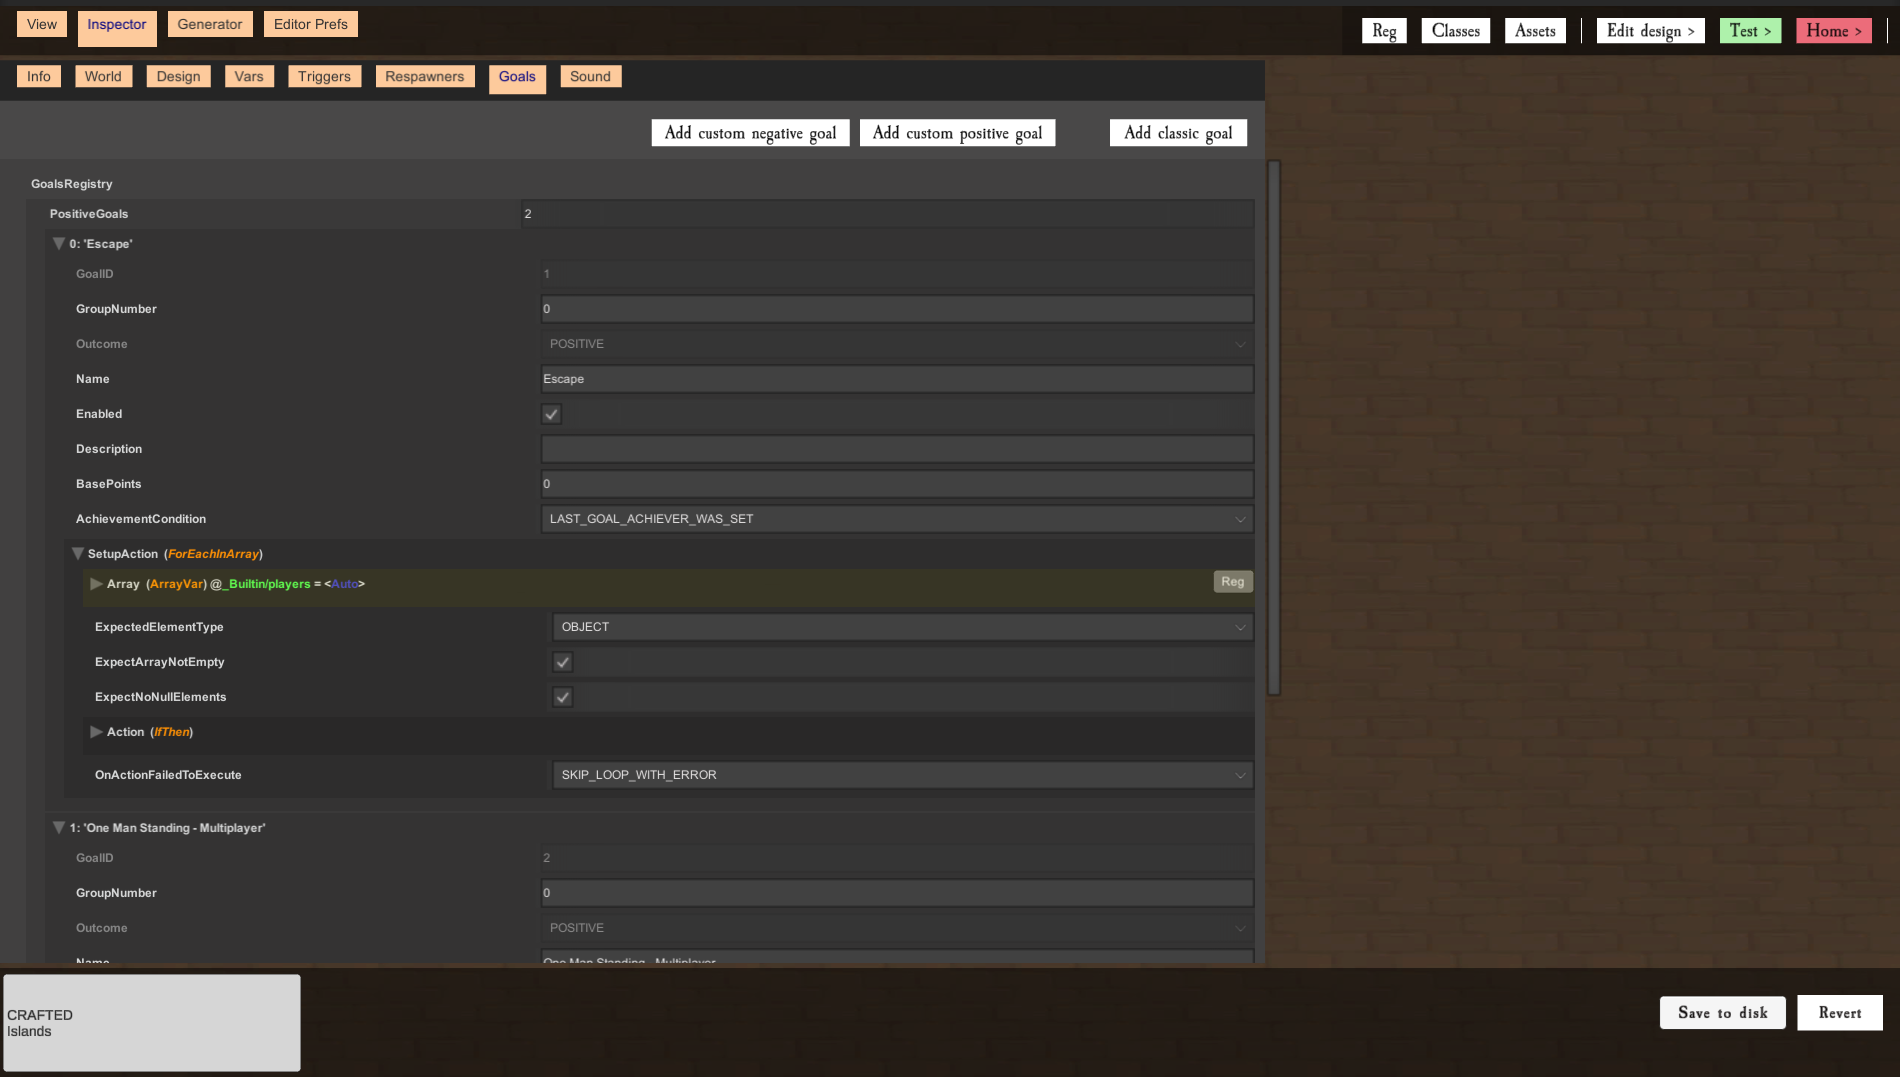 View Inspector Generator Editor Prefs Reg Classes Assets Edit design > Test > Home >
Info World Design Vars Triggers Respawners Goals Sound
Add custom negative goal Add custom positive goal Add classic goal
GoalsRegistry
PositiveGoals 2
0: 'Escape'
GoalID 1
GroupNumber 0
Outcome POSITIVE
Name Escape
Enabled
Description
BasePoints 0
AchievementCondition LAST_GOAL_ACHIEVER_WAS_SET
SetupAction (ForEachInArray)
Array (ArrayVar) @_Builtin/players = <Auto> Reg
ExpectedElementType OBJECT
ExpectArrayNotEmpty
ExpectNoNullElements
Action (IfThen)
OnActionFailedToExecute SKIP_LOOP_WITH_ERROR
1: 'One Man Standing - Multiplayer'
GoalID 2
GroupNumber 0
Outcome POSITIVE
Name One Man Standing - Multiplayer
CRAFTED
Islands
Save to disk Revert